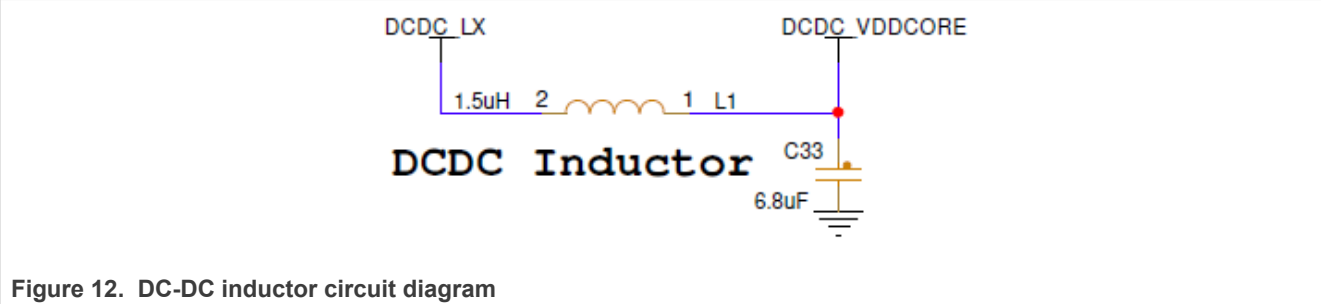 DCDC_LX
DCDC_VDDCORE
1.5uH 2 1 L1
DCDC Inductor
C33
6.8uF
Figure 12. DC-DC inductor circuit diagram